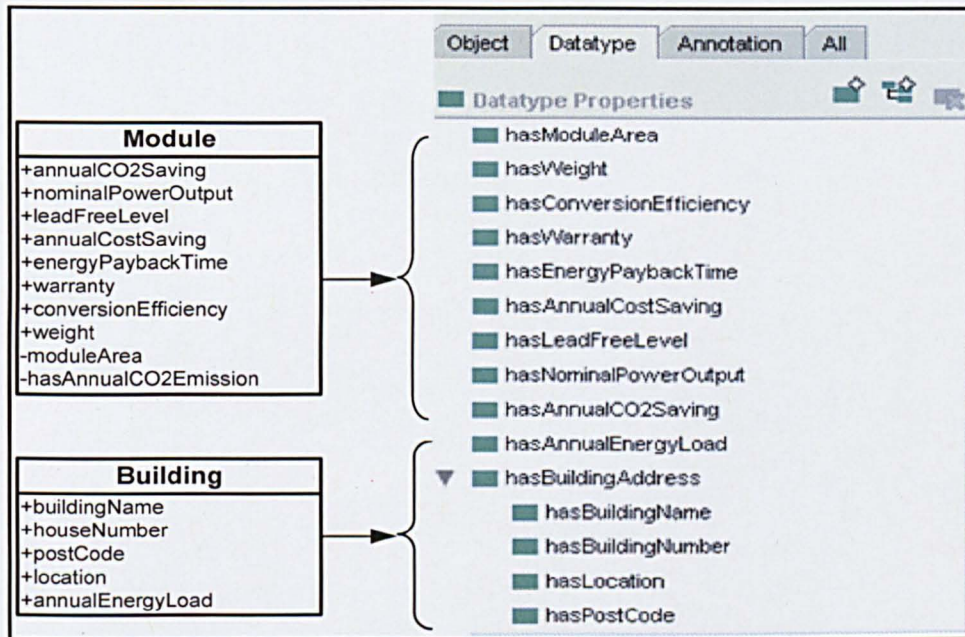 Object Datatype Annotation All
Datatype Properties
Module
+annualCO2Saving
+nominalPowerOutput
+leadFreeLevel
+annualCostSaving
+energyPaybackTime
+warranty
+conversionEfficiency
+weight
-moduleArea
-hasAnnualCO2Emission
hasModuleArea
hasWeight
hasConversionEfficiency
hasWarranty
hasEnergyPaybackTime
hasAnnualCostSaving
hasLeadFreeLevel
hasNominalPowerOutput
hasAnnualCO2Saving
Building
+buildingName
+houseNumber
+postCode
+location
+annualEnergyLoad
hasAnnualEnergyLoad
hasBuildingAddress
hasBuildingName
hasBuildingNumber
hasLocation
hasPostCode